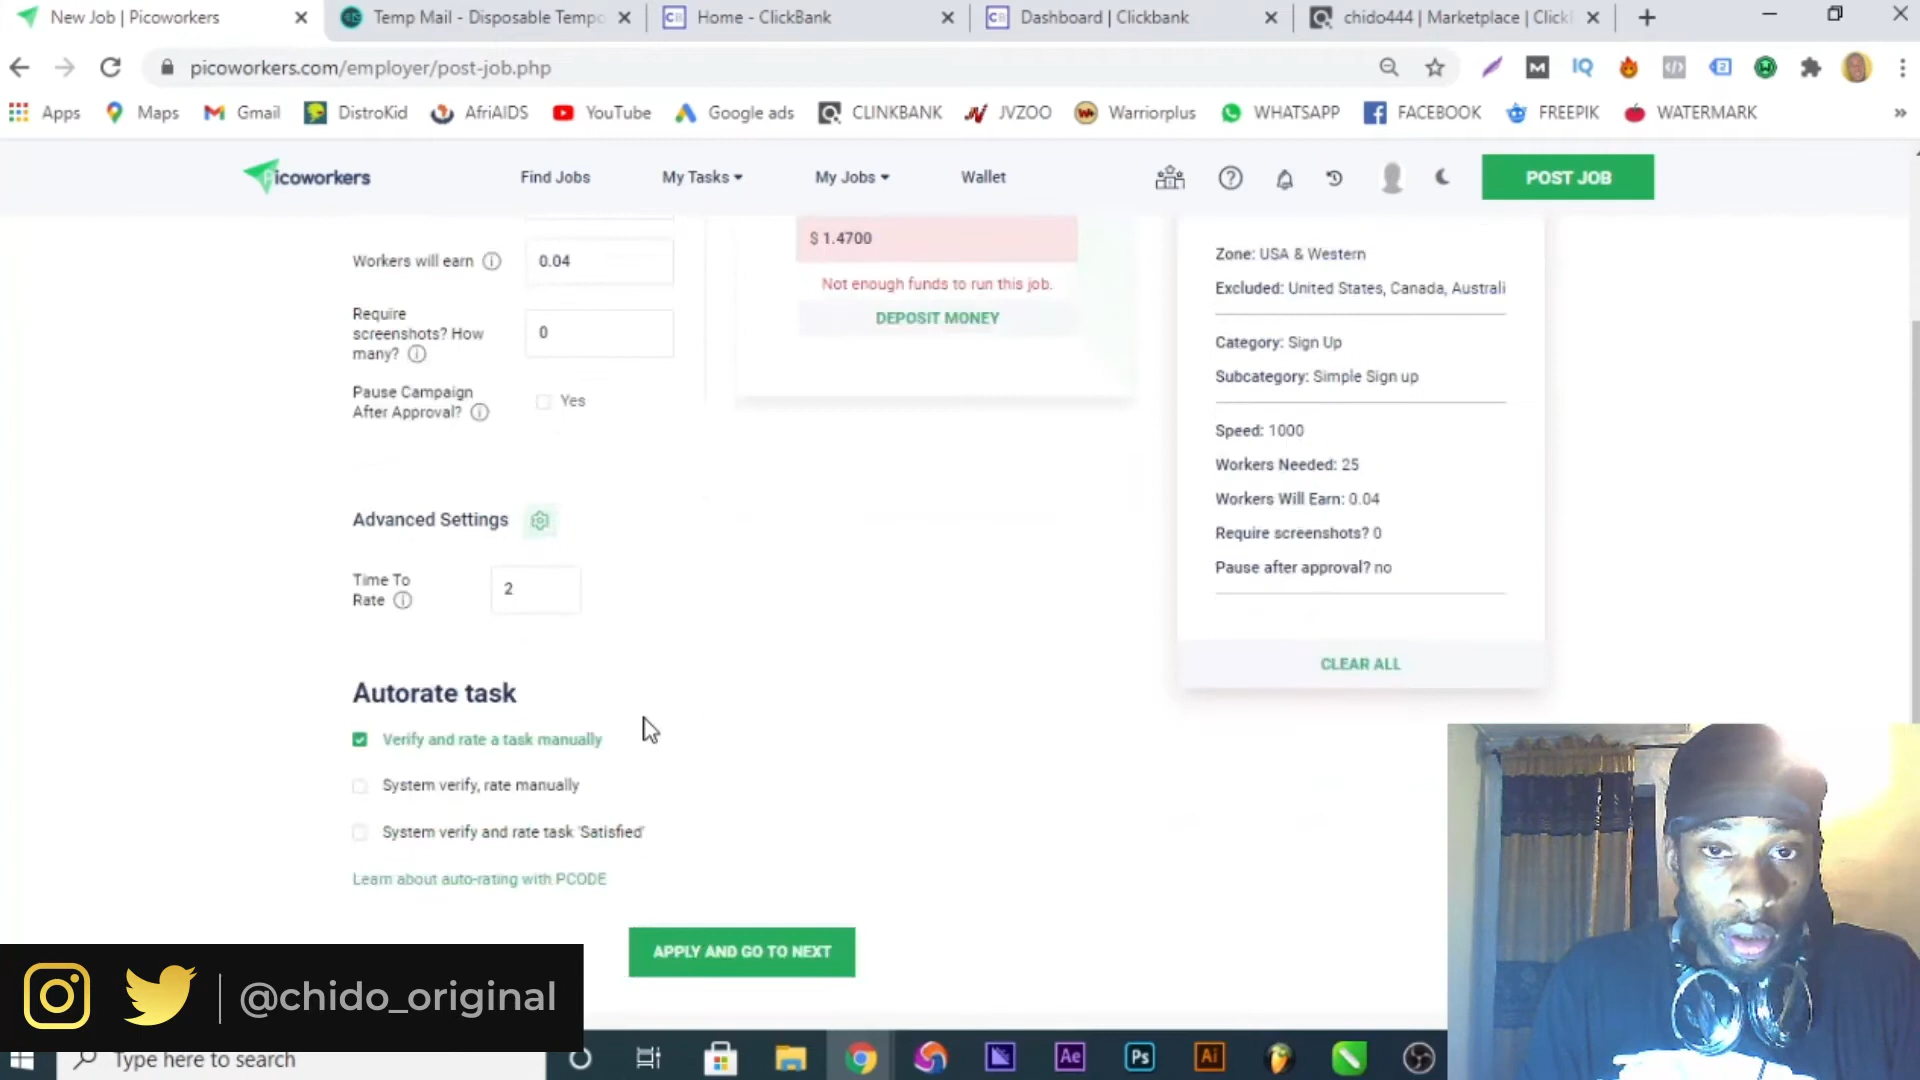 New Job | Picoworkers
Temp Mail - Disposable Tempo
Home - ClickBank
Dashboard | Clickbank
chido444 | Marketplace | Click
picoworkers.com/employer/post-job.php
Apps
Maps
Gmail
DistroKid
AfriAIDS
YouTube
Google ads
CLINKBANK
JVZOO
Warriorplus
WHATSAPP
FACEBOOK
FREEPIK
WATERMARK
Picoworkers
Find Jobs
My Tasks
My Jobs
Wallet
POST JOB
Workers will earn
0.04
Require
screenshots? How
many?
0
Pause Campaign
After Approval?
Yes
$ 1.4700
Not enough funds to run this job.
DEPOSIT MONEY
Zone: USA & Western
Excluded: United States, Canada, Australi
Category: Sign Up
Subcategory: Simple Sign up
Speed: 1000
Workers Needed: 25
Workers Will Earn: 0.04
Require screenshots? 0
Pause after approval? no
CLEAR ALL
Advanced Settings
Time To
Rate
2
Autorate task
Verify and rate a task manually
System verify, rate manually
System verify and rate task 'Satisfied'
Learn about auto-rating with PCODE
APPLY AND GO TO NEXT
@chido_original
Type here to search
Ae
Ps
Ai